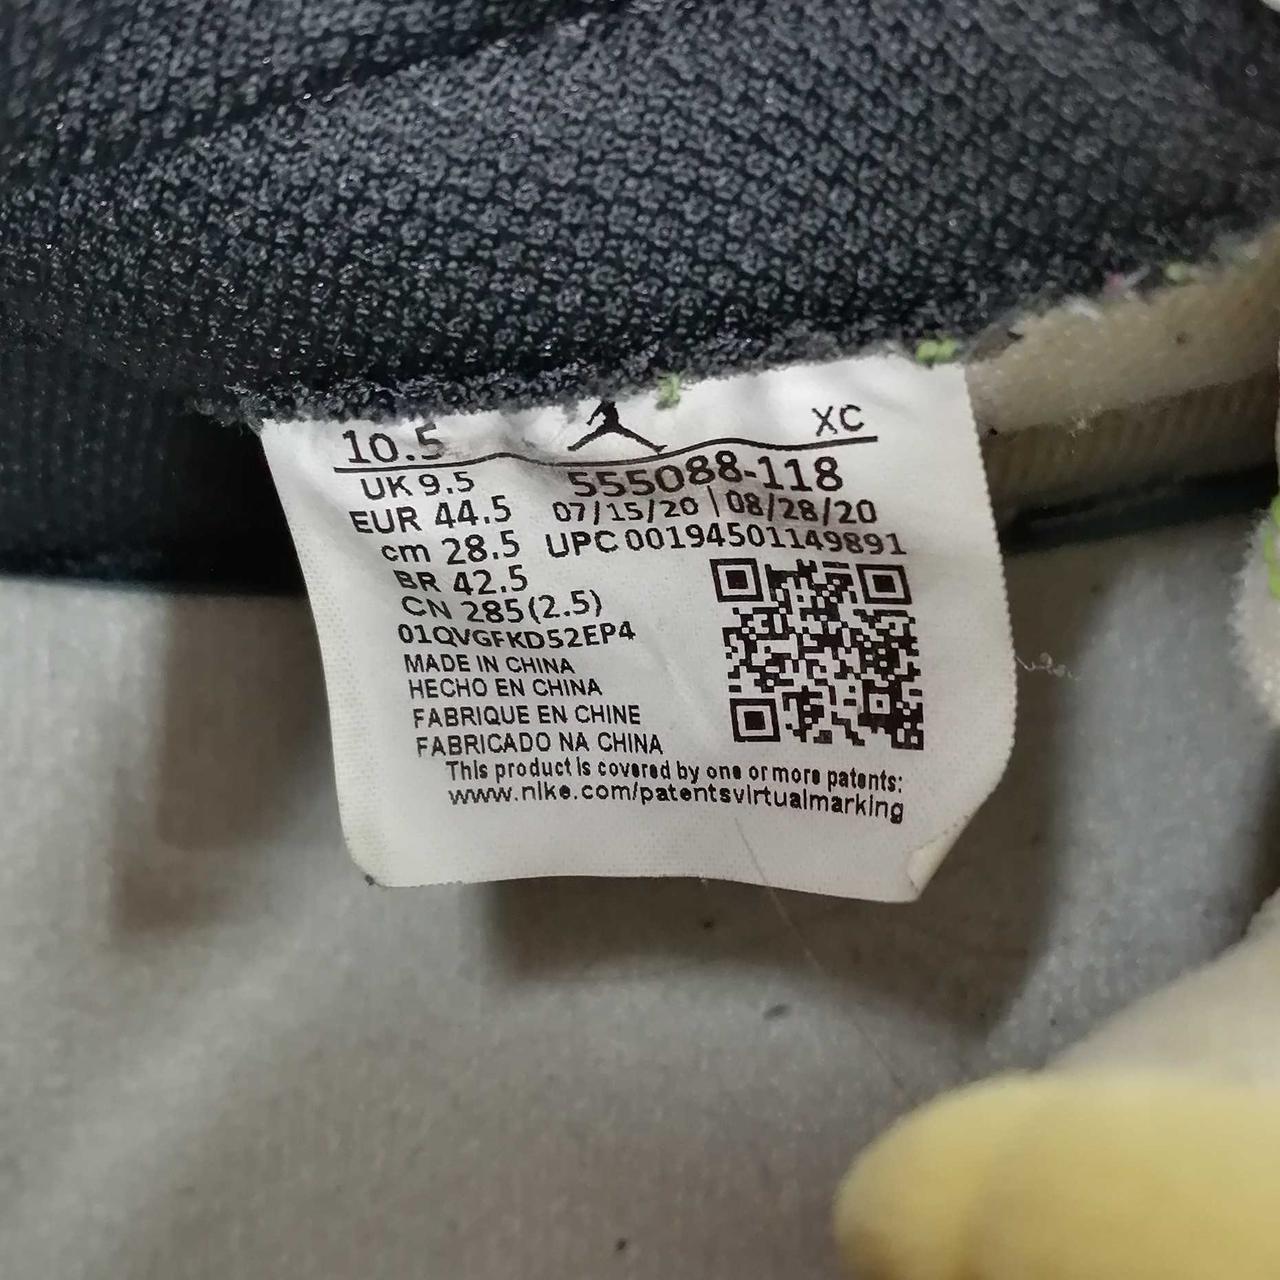 10.5 XC
UK 9.5 555088-118
EUR 44.5 07/15/20 | 08/28/20
cm 28.5 UPC 00194501149891
BR 42.5
CN 285(2.5)
01QVGFKD52EP4
MADE IN CHINA
HECHO EN CHINA
FABRIQUE EN CHINE
FABRICADO NA CHINA
This product is covered by one or more patents:
www.nike.com/patentsvirtualmarking